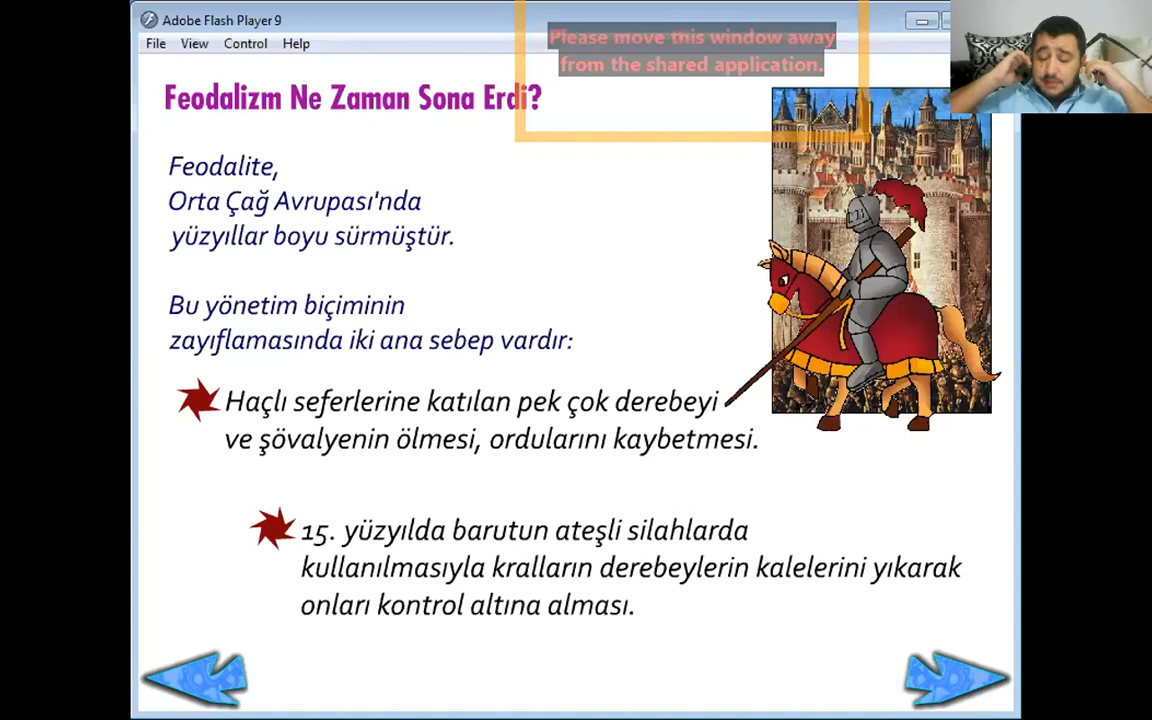 Adobe Flash Player 9
File View Control Help
Please move this window away
from the shared application.
Feodalizm Ne Zaman Sona Erdi?
Feodalite,
Orta Çağ Avrupası'nda
yüzyıllar boyu sürmüştür.
Bu yönetim biçiminin
zayıflamasında iki ana sebep vardır:
Haçlı seferlerine katılan pek çok derebeyi
ve şövalyenin ölmesi, ordularını kaybetmesi.
15. yüzyılda barutun ateşli silahlarda
kullanılmasıyla kralların derebeylerin kalelerini yıkarak
onları kontrol altına alması.